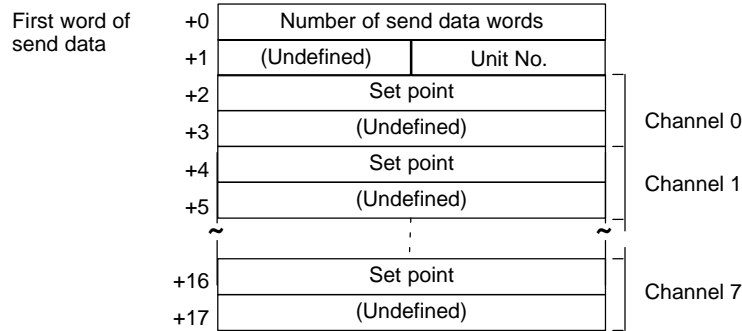 First word of
send data
+0 Number of send data words
+1 (Undefined) Unit No.
+2 Set point
+3 (Undefined)
Channel 0
+4 Set point
+5 (Undefined)
Channel 1
+16 Set point
+17 (Undefined)
Channel 7